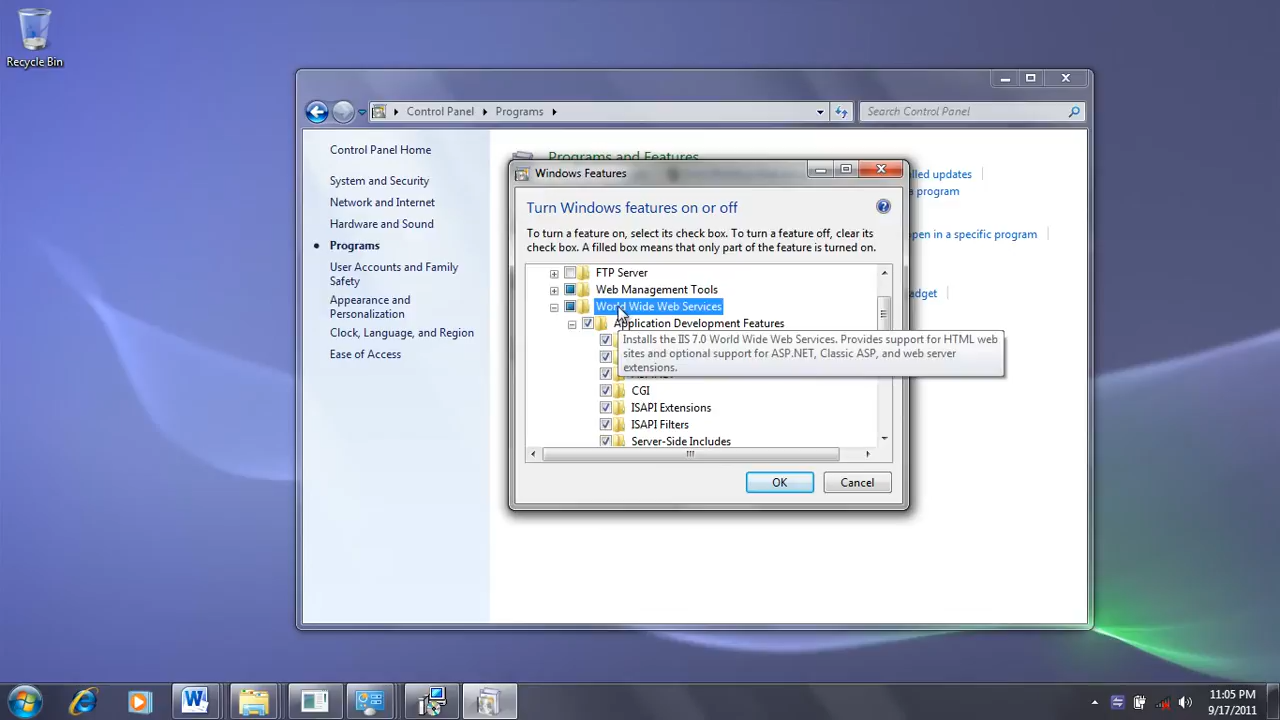 Recycle Bin
Control Panel
Programs
Search Control Panel
Control Panel Home
System and Security
Network and Internet
Hardware and Sound
Programs
User Accounts and Family
Safety
Appearance and
Personalization
Clock, Language, and Region
Ease of Access
Programs and Features
updates
a program
open in a specific program
Windows Features
Turn Windows features on or off
To turn a feature on, select its check box. To turn a feature off, clear its
check box. A filled box means that only part of the feature is turned on.
FTP Server
Web Management Tools
World Wide Web Services
Application Development Features
Installs the IIS 7.0 World Wide Web Services. Provides support for HTML web
sites and optional support for ASP.NET, Classic ASP, and web server
extensions.
CGI
ISAPI Extensions
ISAPI Filters
Server-Side Includes
OK
Cancel
11:05 PM
9/17/2011